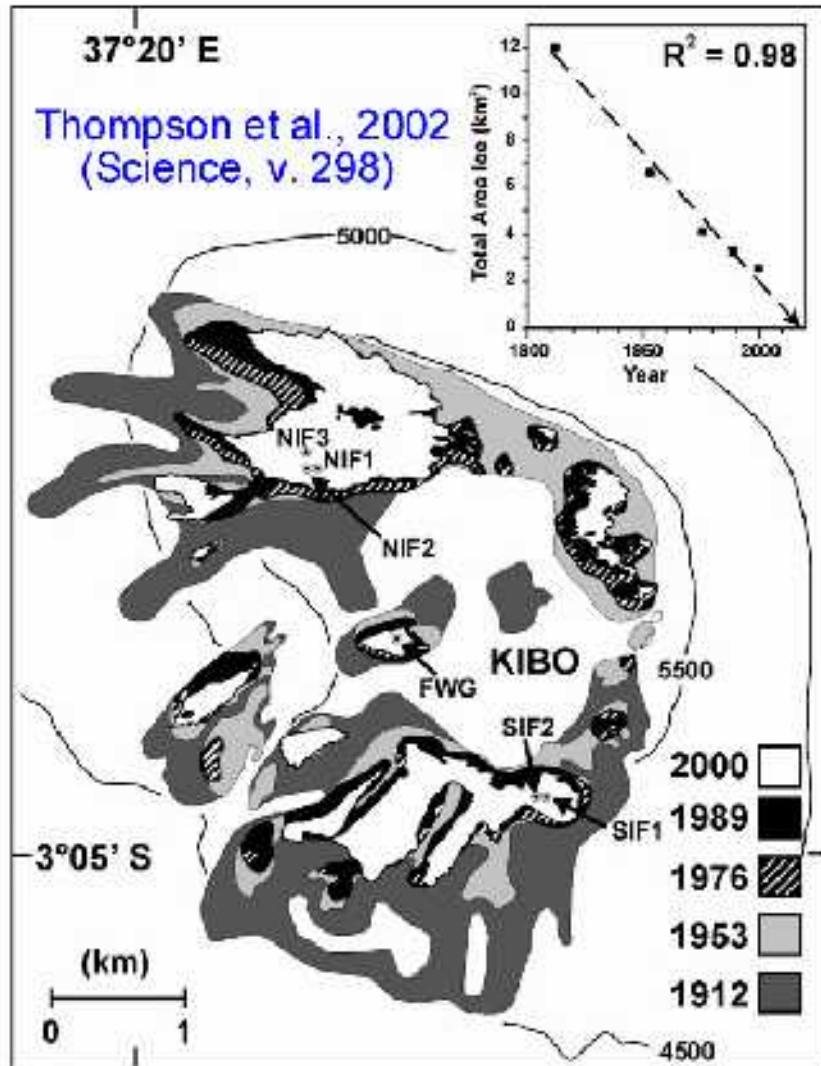 37°20' E
R² = 0.98
Thompson et al., 2002
(Science, v. 298)
Total Area Ice (km²)
12
10
8
6
4
2
0
1800
1850
2000
Year
5000
NIF3
NIF1
NIF2
KIBO
FWG
5500
SIF2
SIF1
2000
1989
1976
1953
1912
3°05' S
(km)
0 1
4500